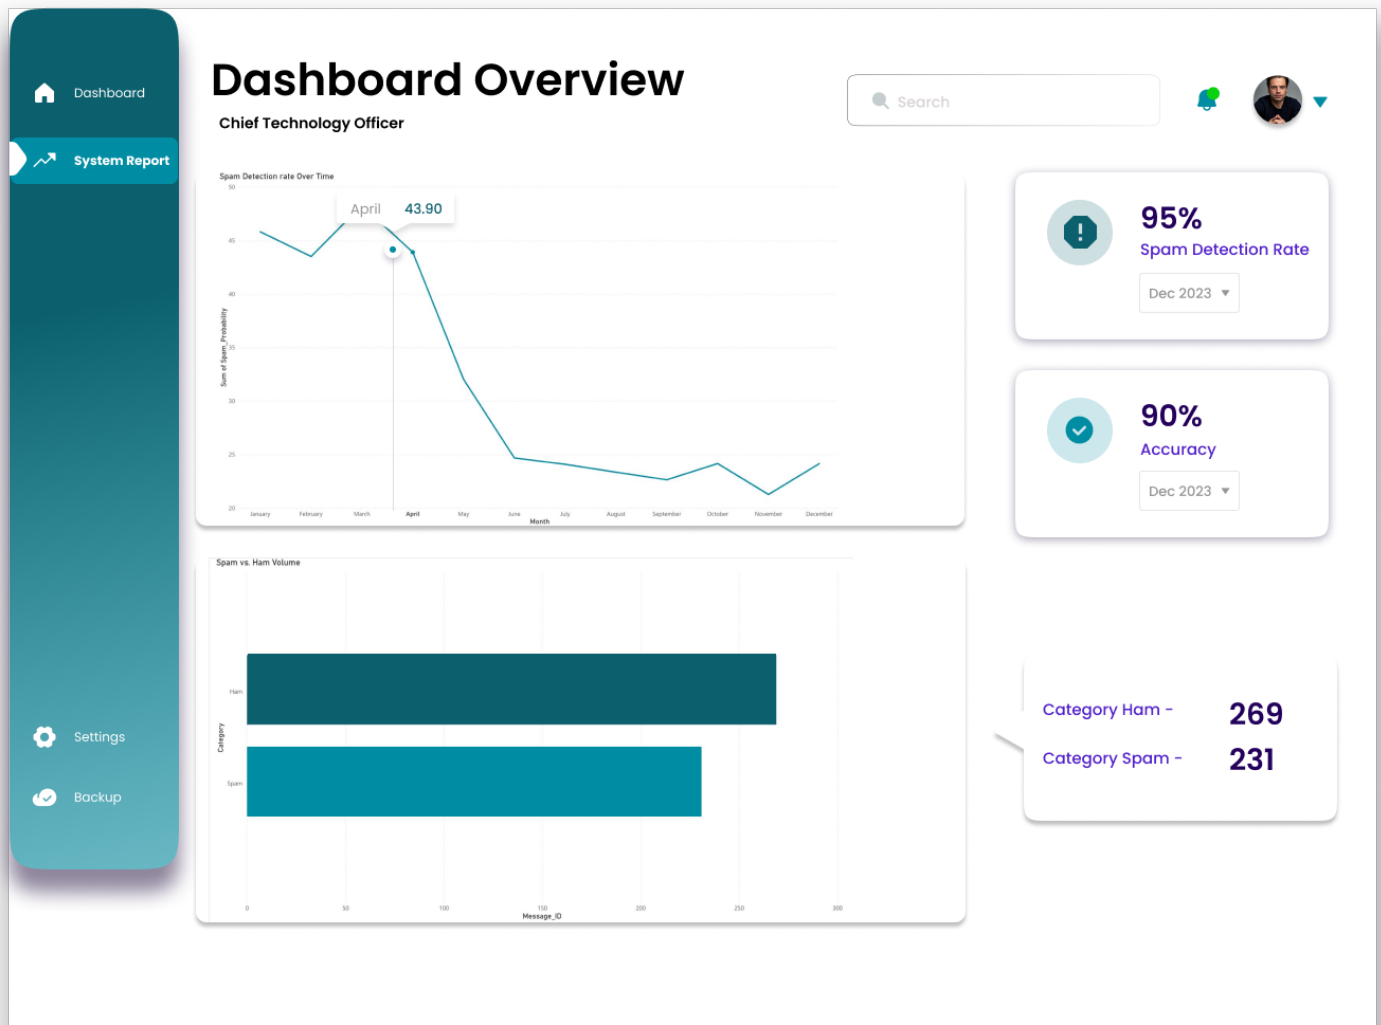 Dashboard
System Report
Settings
Backup
Dashboard Overview
Chief Technology Officer
Search
Spam Detection rate Over Time
50
45
40
35
30
25
20
Sum of Spam_Probability
April 43.90
January February March April May June July August September October November December
Month
95%
Spam Detection Rate
Dec 2023
90%
Accuracy
Dec 2023
Spam vs. Ham Volume
Category
Ham
Spam
0 50 100 150 200 250 300
Message_ID
Category Ham - 269
Category Spam - 231